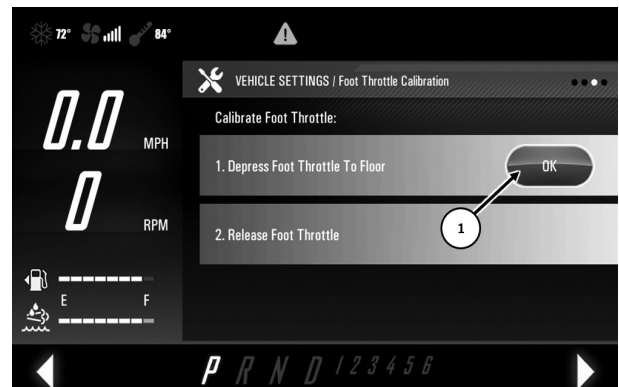 72° 84°
VEHICLE SETTINGS / Foot Throttle Calibration
Calibrate Foot Throttle:
0.0 MPH
1. Depress Foot Throttle To Floor OK
1
0 RPM
2. Release Foot Throttle
E F
P R N D 1 2 3 4 5 6